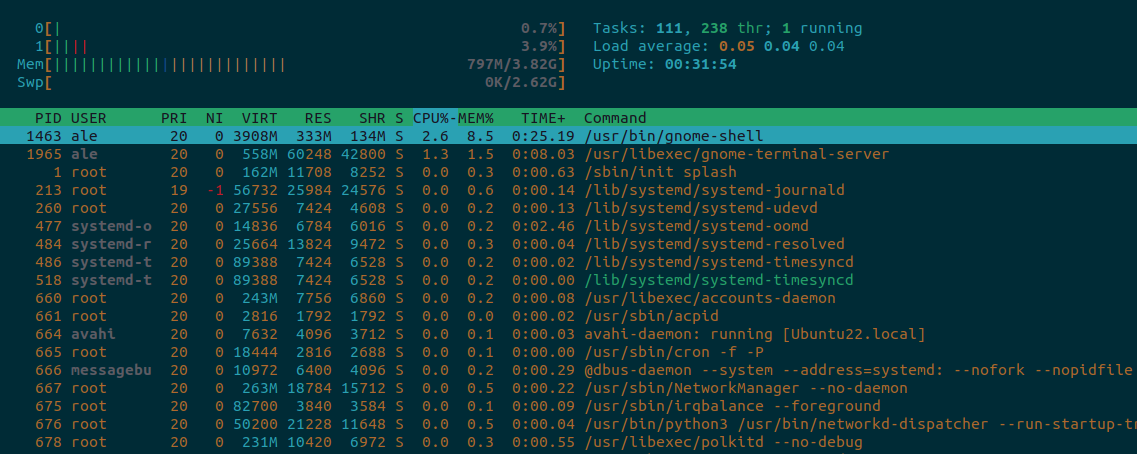 0[| 0.7%] Tasks: 111, 238 thr; 1 running
1[|||| 3.9%] Load average: 0.05 0.04 0.04
Mem[|||||||||||||||||||||||||| 797M/3.82G] Uptime: 00:31:54
Swp[ 0K/2.62G]
PID USER PRI NI VIRT RES SHR S CPU%-MEM% TIME+ Command
1463 ale 20 0 3908M 333M 134M S 2.6 8.5 0:25.19 /usr/bin/gnome-shell
1965 ale 20 0 558M 60248 42800 S 1.3 1.5 0:08.03 /usr/libexec/gnome-terminal-server
1 root 20 0 162M 11708 8252 S 0.0 0.3 0:00.63 /sbin/init splash
213 root 19 -1 56732 25984 24576 S 0.0 0.6 0:00.14 /lib/systemd/systemd-journald
260 root 20 0 27556 7424 4608 S 0.0 0.2 0:00.13 /lib/systemd/systemd-udevd
477 systemd-o 20 0 14836 6784 6016 S 0.0 0.2 0:02.46 /lib/systemd/systemd-oomd
484 systemd-r 20 0 25664 13824 9472 S 0.0 0.3 0:00.04 /lib/systemd/systemd-resolved
486 systemd-t 20 0 89388 7424 6528 S 0.0 0.2 0:00.02 /lib/systemd/systemd-timesyncd
518 systemd-t 20 0 89388 7424 6528 S 0.0 0.2 0:00.00 /lib/systemd/systemd-timesyncd
660 root 20 0 243M 7756 6860 S 0.0 0.2 0:00.08 /usr/libexec/accounts-daemon
661 root 20 0 2816 1792 1792 S 0.0 0.0 0:00.02 /usr/sbin/acpid
664 avahi 20 0 7632 4096 3712 S 0.0 0.1 0:00.03 avahi-daemon: running [Ubuntu22.local]
665 root 20 0 18444 2816 2688 S 0.0 0.1 0:00.00 /usr/sbin/cron -f -P
666 messagebu 20 0 10972 6400 4096 S 0.0 0.2 0:00.29 @dbus-daemon --system --address=systemd: --nofork --nopidfile
667 root 20 0 263M 18784 15712 S 0.0 0.5 0:00.22 /usr/sbin/NetworkManager --no-daemon
675 root 20 0 82700 3840 3584 S 0.0 0.1 0:00.09 /usr/sbin/irqbalance --foreground
676 root 20 0 50200 21228 11648 S 0.0 0.5 0:00.04 /usr/bin/python3 /usr/bin/networkd-dispatcher --run-startup-tr
678 root 20 0 231M 10420 6972 S 0.0 0.3 0:00.55 /usr/libexec/polkitd --no-debug